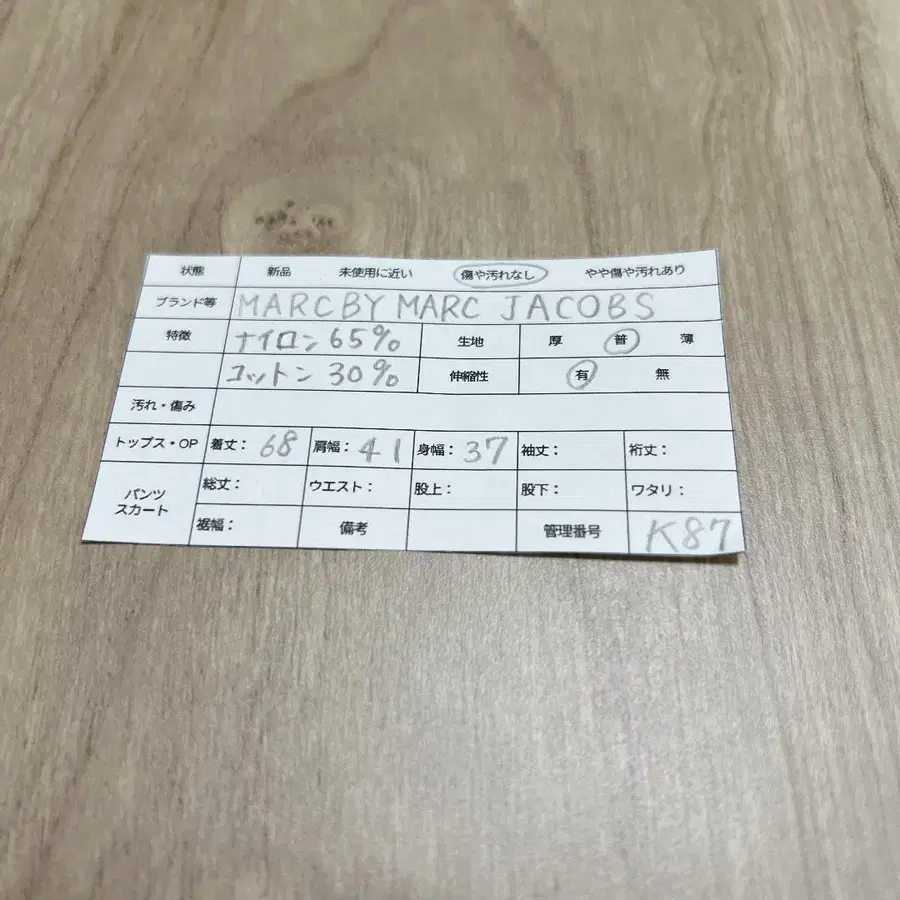 状態 新品 未使用に近い 傷や汚れなし やや傷や汚れあり
ブランド等 MARC BY MARC JACOBS
特徴 ナイロン 65% 生地 厚 普 薄
コットン 30% 伸縮性 有 無
汚れ・傷み
トップス・OP 着丈: 68 肩幅: 41 身幅: 37 袖丈: 裄丈:
パンツ スカート 総丈: ウエスト: 股上: 股下: ワタリ:
裾幅: 備考 管理番号 K87